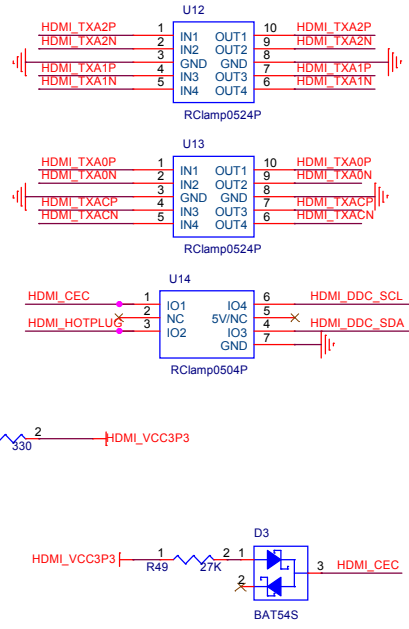 U12
HDMI_TXA2P 1 IN1 OUT1 10 HDMI_TXA2P
HDMI_TXA2N 2 IN2 OUT2 9 HDMI_TXA2N
3 GND GND 8
HDMI_TXA1P 4 IN3 OUT3 7 HDMI_TXA1P
HDMI_TXA1N 5 IN4 OUT4 6 HDMI_TXA1N
RClamp0524P
U13
HDMI_TXA0P 1 IN1 OUT1 10 HDMI_TXA0P
HDMI_TXA0N 2 IN2 OUT2 9 HDMI_TXA0N
3 GND GND 8
HDMI_TXACP 4 IN3 OUT3 7 HDMI_TXACP
HDMI_TXACN 5 IN4 OUT4 6 HDMI_TXACN
RClamp0524P
U14
HDMI_CEC 1 IO1 IO4 6 HDMI_DDC_SCL
2 NC 5V/NC 5
HDMI_HOTPLUG 3 IO2 IO3 4 HDMI_DDC_SDA
GND 7
RClamp0504P
2 HDMI_VCC3P3
330
D3
HDMI_VCC3P3 1 2 1
R49 27K 3 HDMI_CEC
2
BAT54S